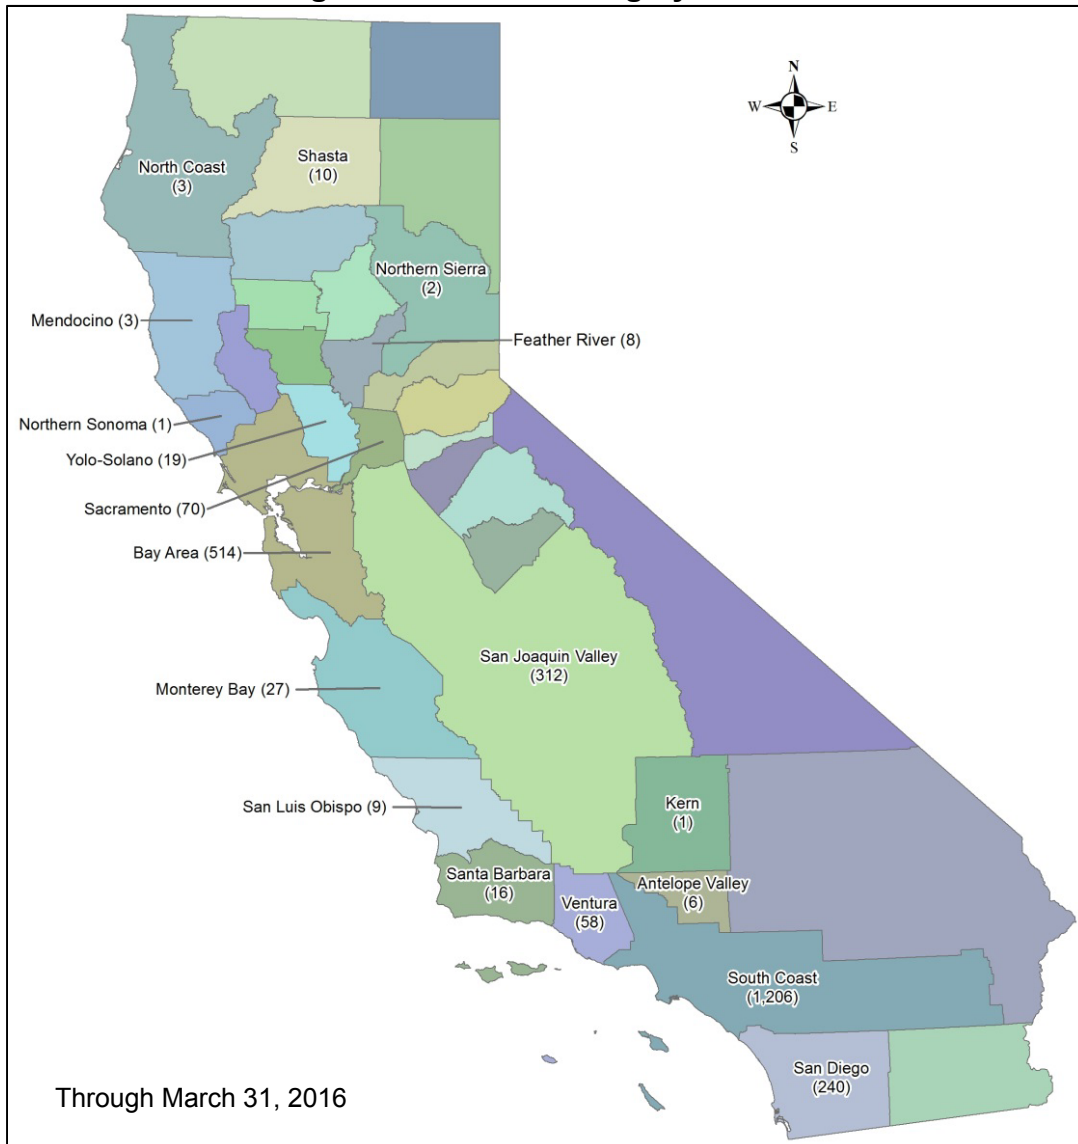 N
W E
S
North Coast
(3)
Shasta
(10)
Northern Sierra
(2)
Mendocino (3)
Feather River (8)
Northern Sonoma (1)
Yolo-Solano (19)
Sacramento (70)
Bay Area (514)
San Joaquin Valley
(312)
Monterey Bay (27)
San Luis Obispo (9)
Kern
(1)
Santa Barbara
(16)
Ventura
(58)
Antelope Valley
(6)
South Coast
(1,206)
San Diego
(240)
Through March 31, 2016